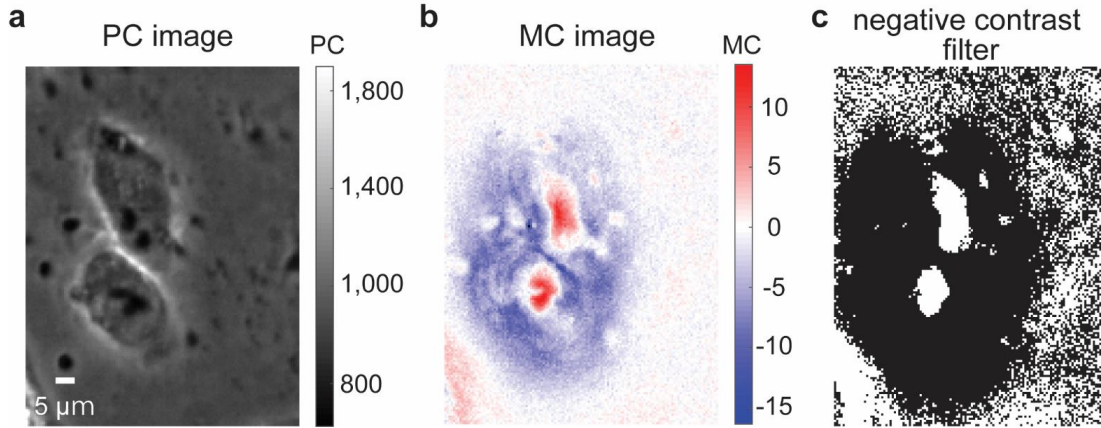 a
PC image
PC
1,800
1,400
1,000
800
5 μm
b
MC image
MC
10
5
0
-5
-10
-15
c
negative contrast
filter